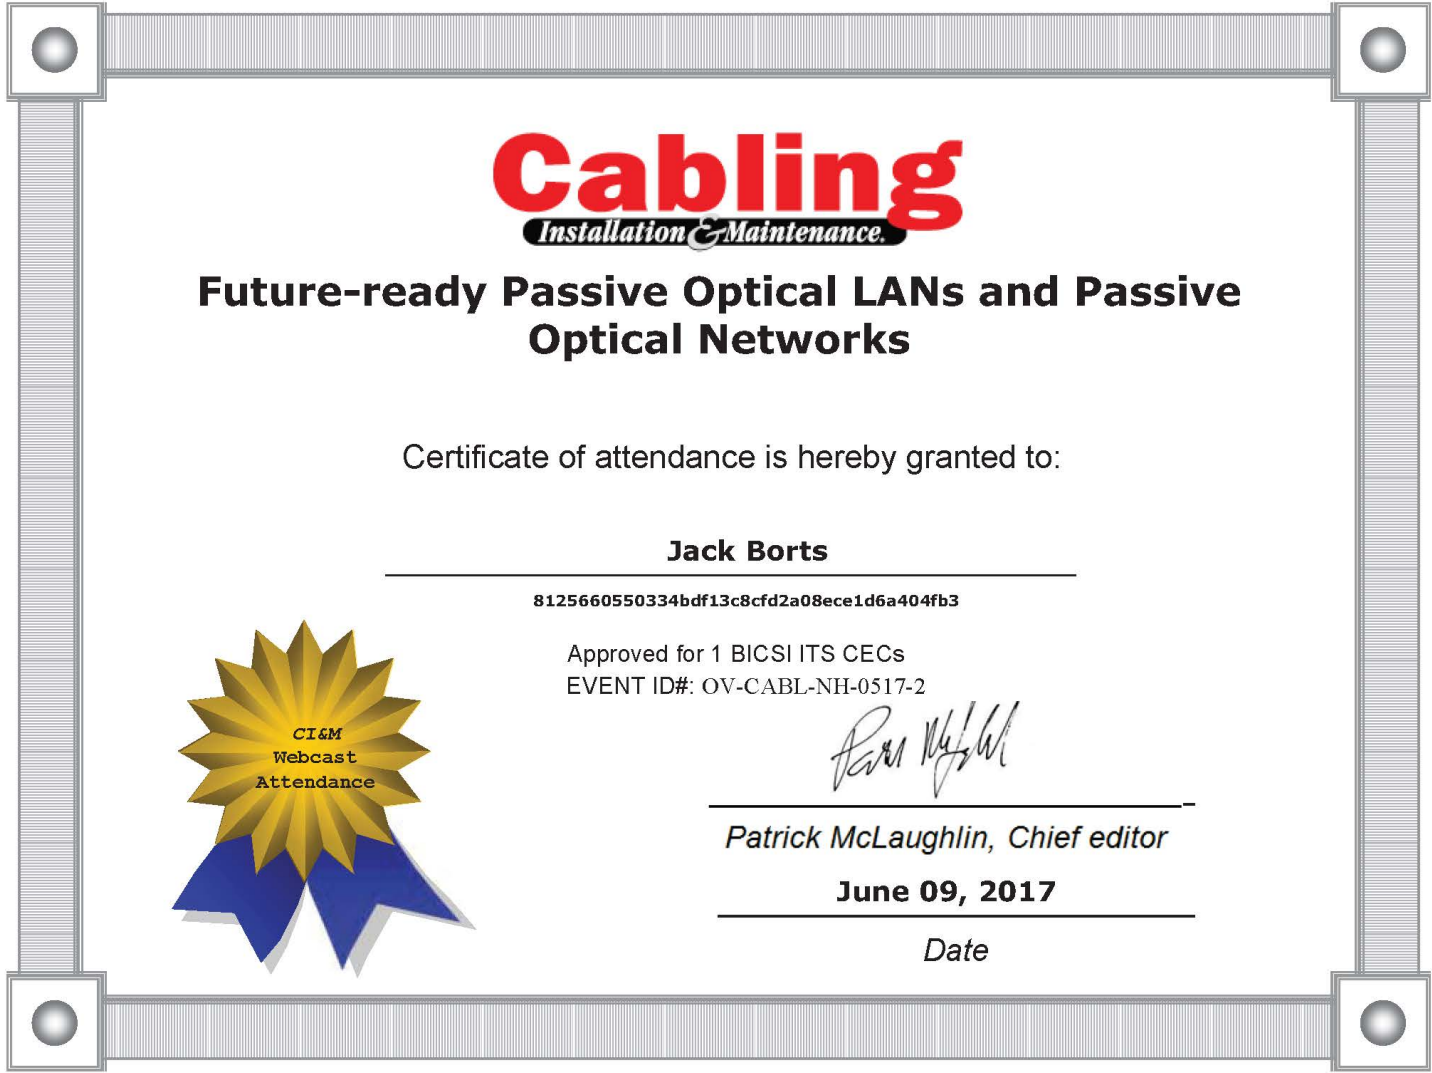 Cabling
Installation & Maintenance.
Future-ready Passive Optical LANs and Passive
Optical Networks
Certificate of attendance is hereby granted to:
Jack Borts
8125660550334bdf13c8cfd2a08ece1d6a404fb3
Approved for 1 BICSI ITS CECs
EVENT ID#: OV-CABL-NH-0517-2
CI&M
Webcast
Attendance
Patrick McLaughlin, Chief editor
June 09, 2017
Date